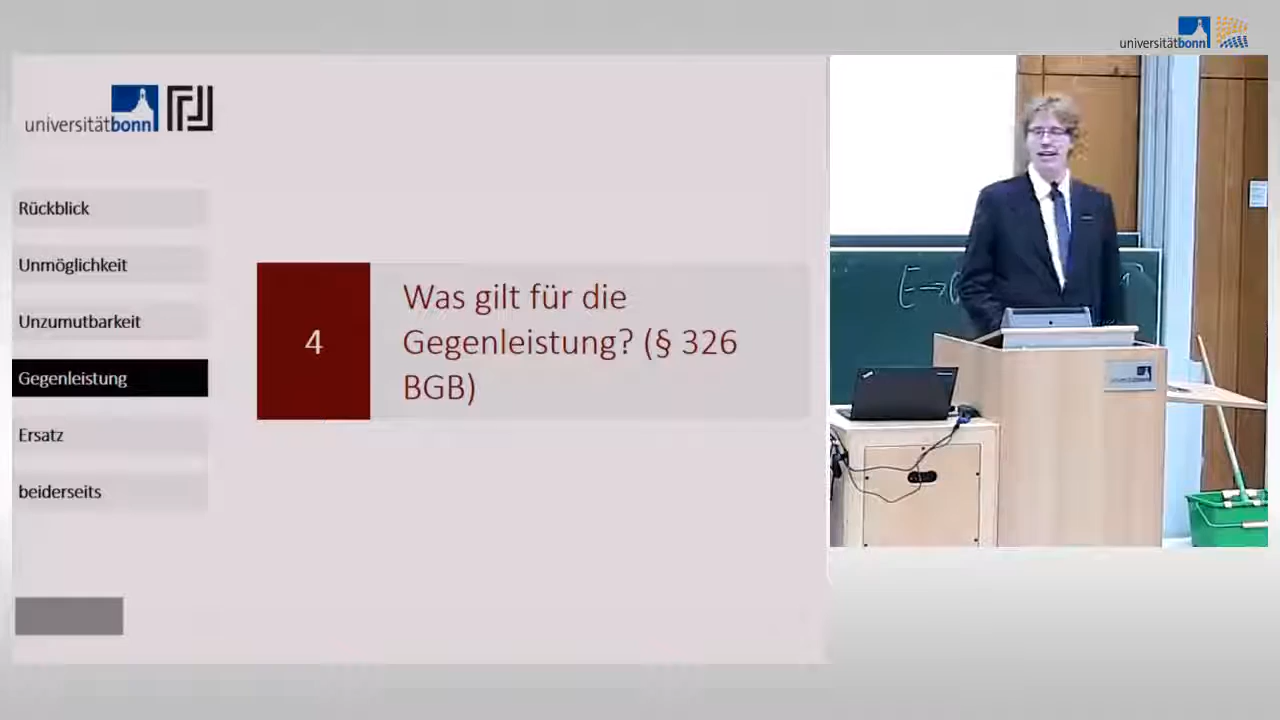 universitätbonn
universitätbonn
Rückblick
Unmöglichkeit
Unzumutbarkeit
Gegenleistung
Ersatz
beiderseits
4
Was gilt für die
Gegenleistung? (§ 326
BGB)
E →